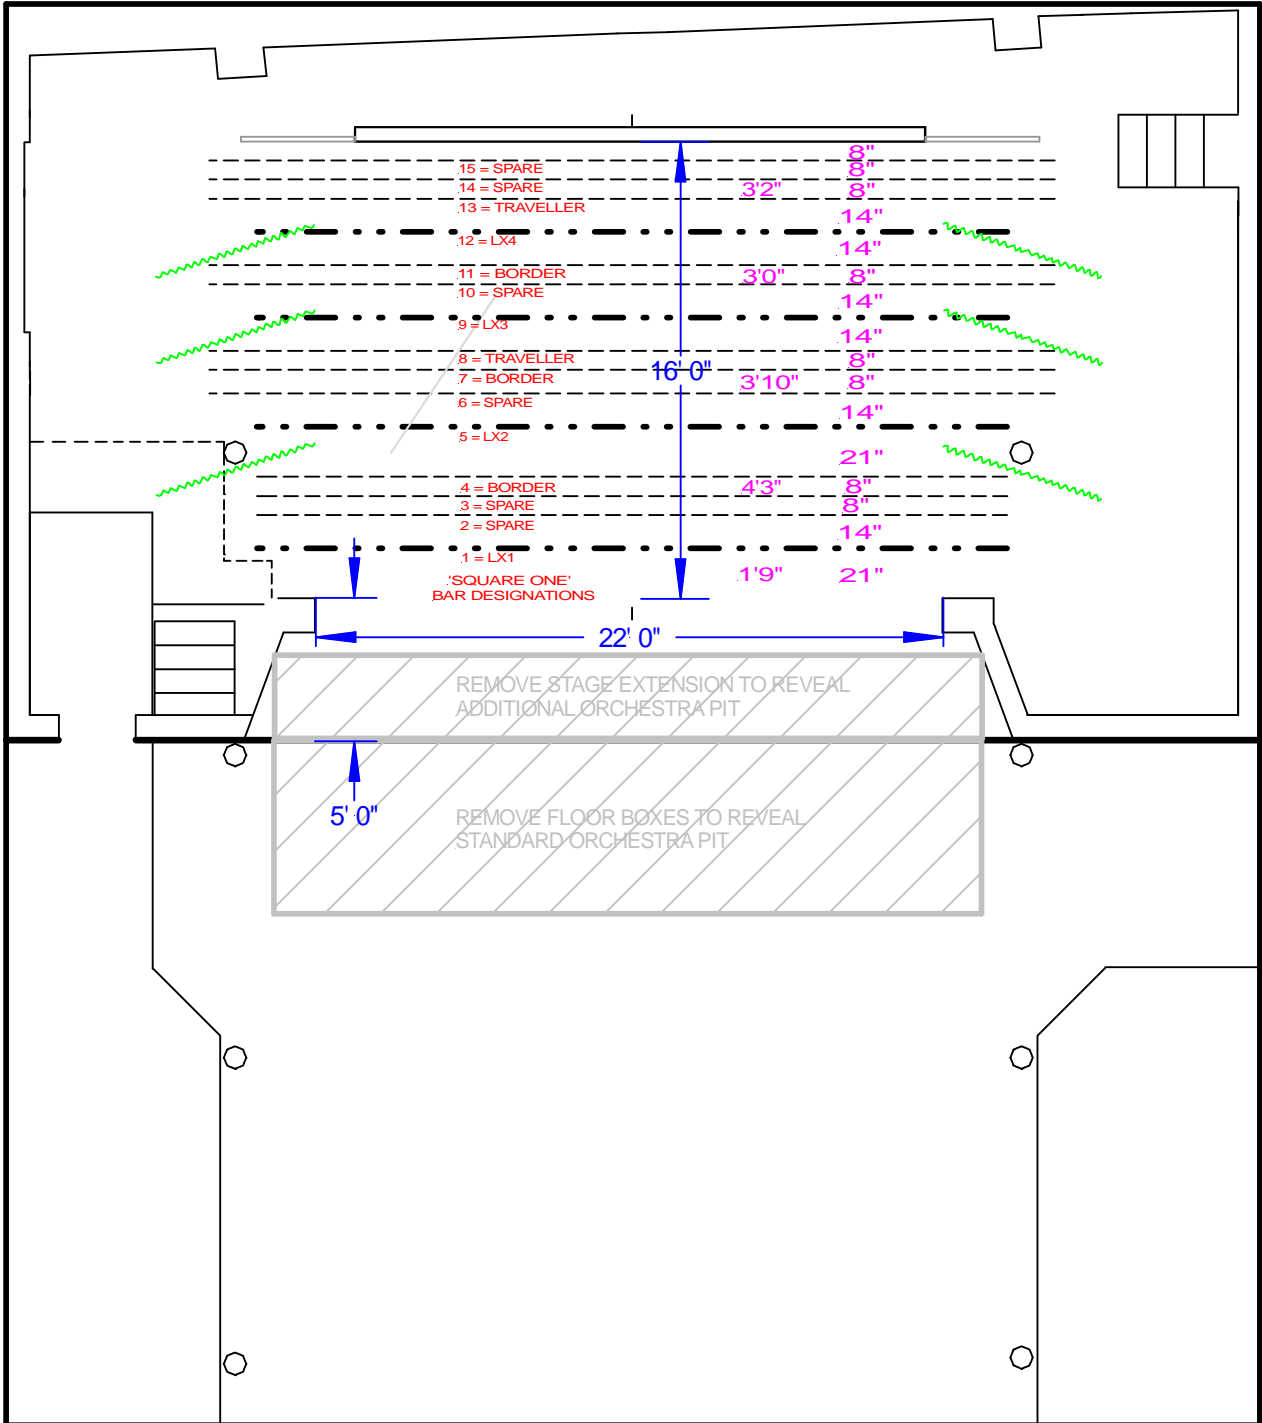 8"
15 = SPARE 8"
14 = SPARE 3'2" 8"
13 = TRAVELLER
14"
12 = LX4
14"
11 = BORDER 3'0" 8"
10 = SPARE
14"
9 = LX3
14"
8 = TRAVELLER 8"
16' 0"
7 = BORDER 3'10" 8"
6 = SPARE
14"
5 = LX2
21"
4 = BORDER 4'3" 8"
3 = SPARE 8"
2 = SPARE
14"
1 = LX1
1'9" 21"
'SQUARE ONE'
BAR DESIGNATIONS
22' 0"
REMOVE STAGE EXTENSION TO REVEAL
ADDITIONAL ORCHESTRA PIT
5' 0"
REMOVE FLOOR BOXES TO REVEAL
STANDARD ORCHESTRA PIT